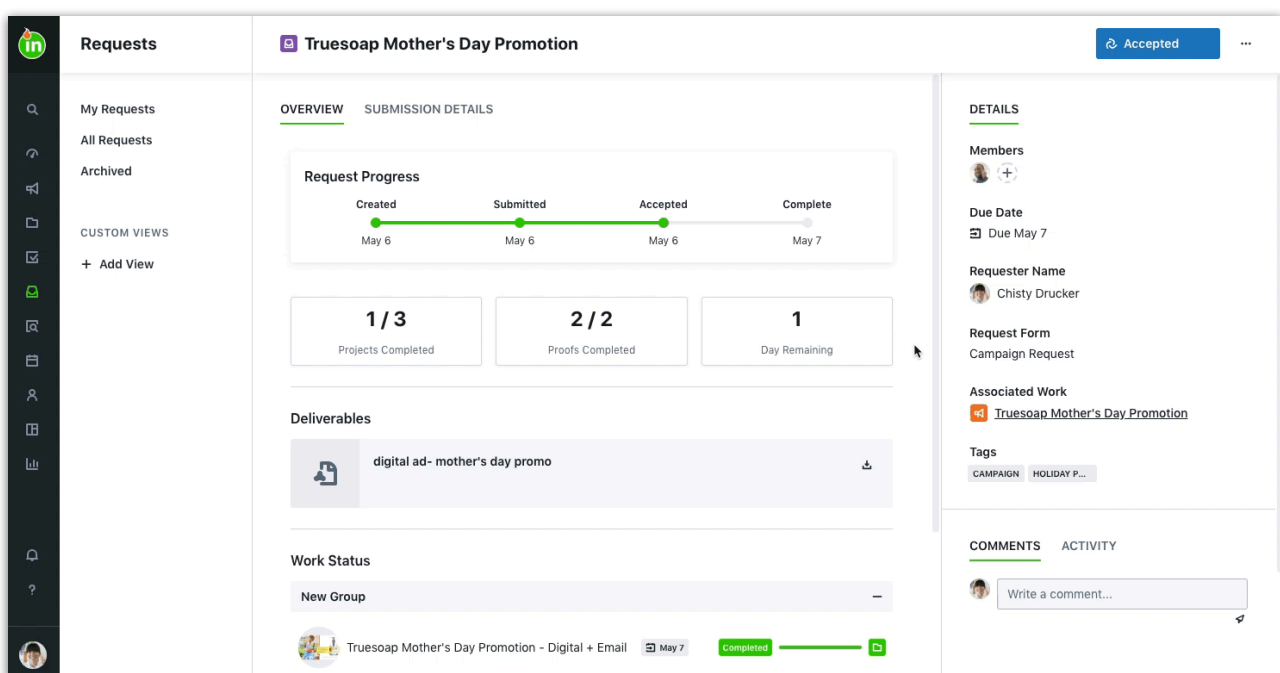 in
Requests
Truesoap Mother's Day Promotion
Accepted
My Requests
All Requests
Archived
CUSTOM VIEWS
+ Add View
OVERVIEW
SUBMISSION DETAILS
Request Progress
Created
Submitted
Accepted
Complete
May 6
May 6
May 6
May 7
1 / 3
Projects Completed
2 / 2
Proofs Completed
1
Day Remaining
Deliverables
digital ad- mother's day promo
Work Status
New Group
Truesoap Mother's Day Promotion - Digital + Email
May 7
Completed
DETAILS
Members
Due Date
Due May 7
Requester Name
Chisty Drucker
Request Form
Campaign Request
Associated Work
Truesoap Mother's Day Promotion
Tags
CAMPAIGN
HOLIDAY P...
COMMENTS
ACTIVITY
Write a comment...